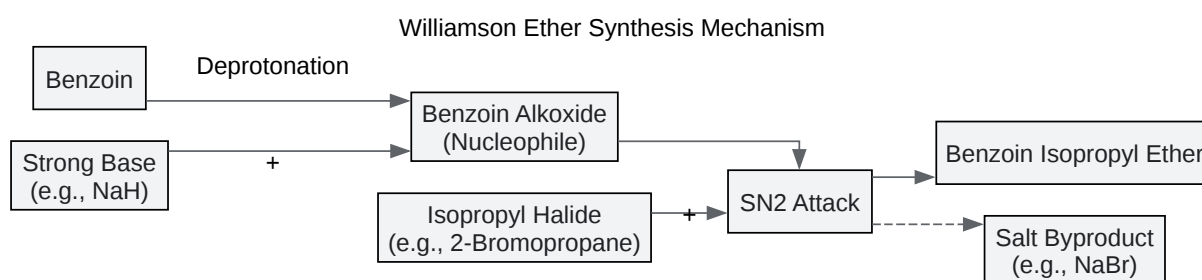 Williamson Ether Synthesis Mechanism
Benzoin
Deprotonation
Strong Base
(e.g., NaH)
+
Benzoin Alkoxide
(Nucleophile)
Isopropyl Halide
(e.g., 2-Bromopropane)
+
SN2 Attack
Benzoin Isopropyl Ether
Salt Byproduct
(e.g., NaBr)